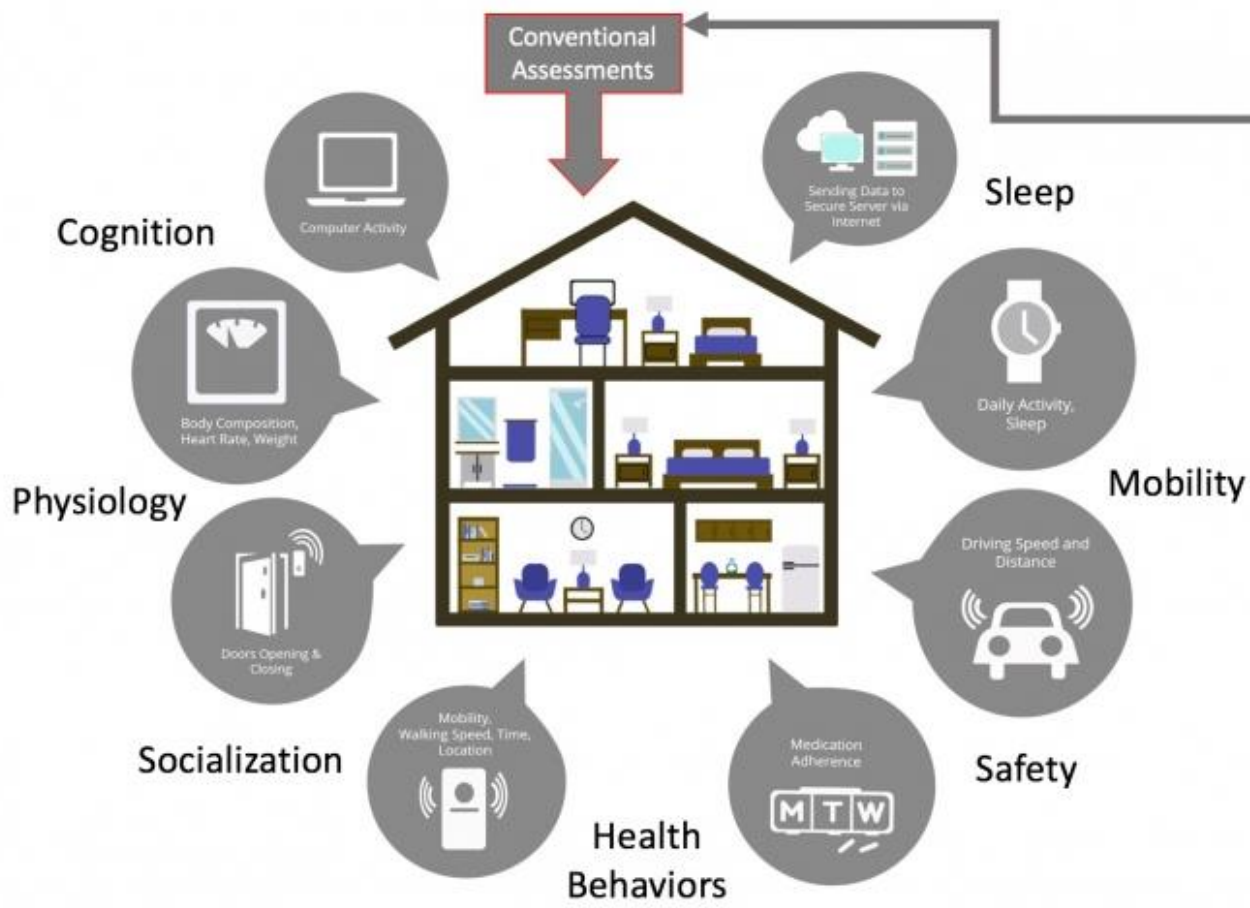 Conventional
Assessments
Computer Activity
Cognition
Sending Data to
Secure Server via
Internet
Sleep
Body Composition,
Heart Rate, Weight
Daily Activity,
Sleep
Physiology
Mobility
Doors Opening &
Closing
Driving Speed and
Distance
Socialization
Mobility,
Walking Speed, Time,
Location
Medication
Adherence
M T W
Safety
Health
Behaviors